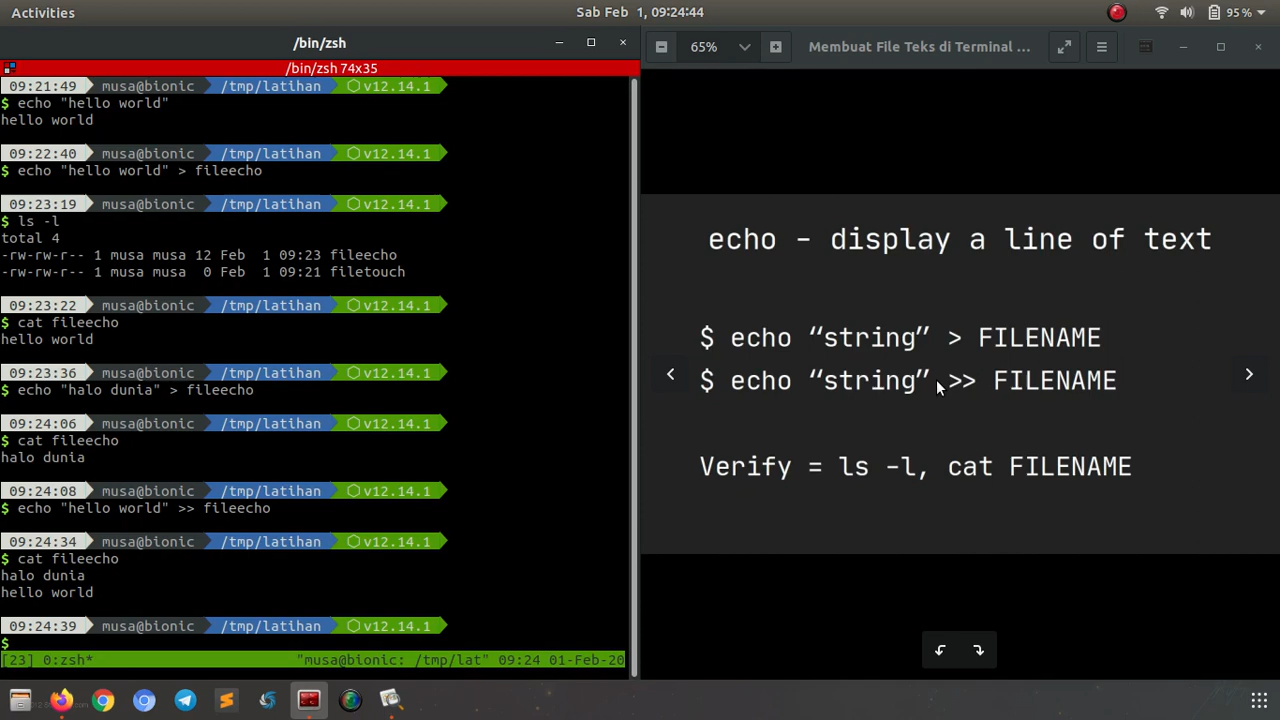 Activities
Sab Feb 1, 09:24:44
95%
/bin/zsh
/bin/zsh 74x35
09:21:49 musa@bionic /tmp/latihan v12.14.1
$ echo "hello world"
hello world
09:22:40 musa@bionic /tmp/latihan v12.14.1
$ echo "hello world" > fileecho
09:23:19 musa@bionic /tmp/latihan v12.14.1
$ ls -l
total 4
-rw-rw-r-- 1 musa musa 12 Feb  1 09:23 fileecho
-rw-rw-r-- 1 musa musa  0 Feb  1 09:21 filetouch
09:23:22 musa@bionic /tmp/latihan v12.14.1
$ cat fileecho
hello world
09:23:36 musa@bionic /tmp/latihan v12.14.1
$ echo "halo dunia" > fileecho
09:24:06 musa@bionic /tmp/latihan v12.14.1
$ cat fileecho
halo dunia
09:24:08 musa@bionic /tmp/latihan v12.14.1
$ echo "hello world" >> fileecho
09:24:34 musa@bionic /tmp/latihan v12.14.1
$ cat fileecho
halo dunia
hello world
09:24:39 musa@bionic /tmp/latihan v12.14.1
$
[23] 0:zsh* "musa@bionic: /tmp/lat" 09:24 01-Feb-20
65%
Membuat File Teks di Terminal ...
echo - display a line of text
$ echo “string” > FILENAME
$ echo “string” >> FILENAME
Verify = ls -l, cat FILENAME